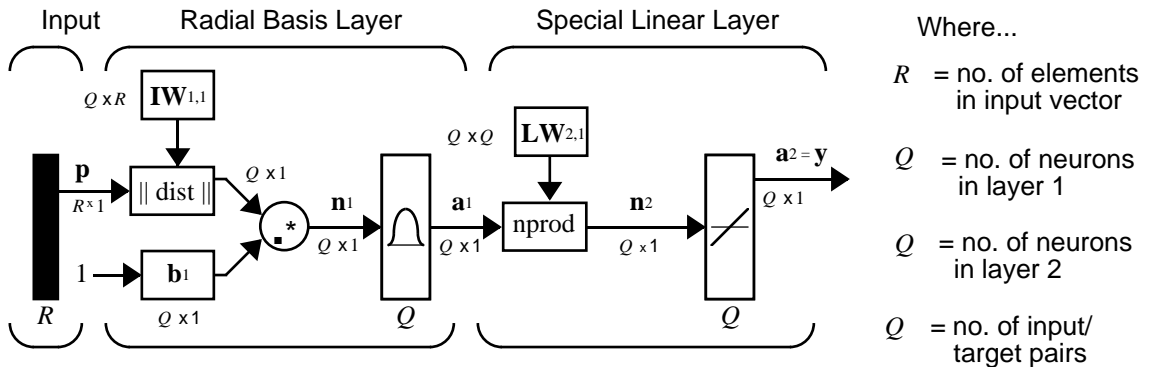 Input
Radial Basis Layer
Special Linear Layer
Where...
Q x R
IW1,1
Q x Q
LW2,1
p
R x 1
|| dist ||
Q x 1
.*
n1
Q x 1
a1
Q x 1
nprod
n2
Q x 1
a2 = y
Q x 1
1
b1
Q x 1
R
Q
Q
R = no. of elements
in input vector
Q = no. of neurons
in layer 1
Q = no. of neurons
in layer 2
Q = no. of input/
target pairs